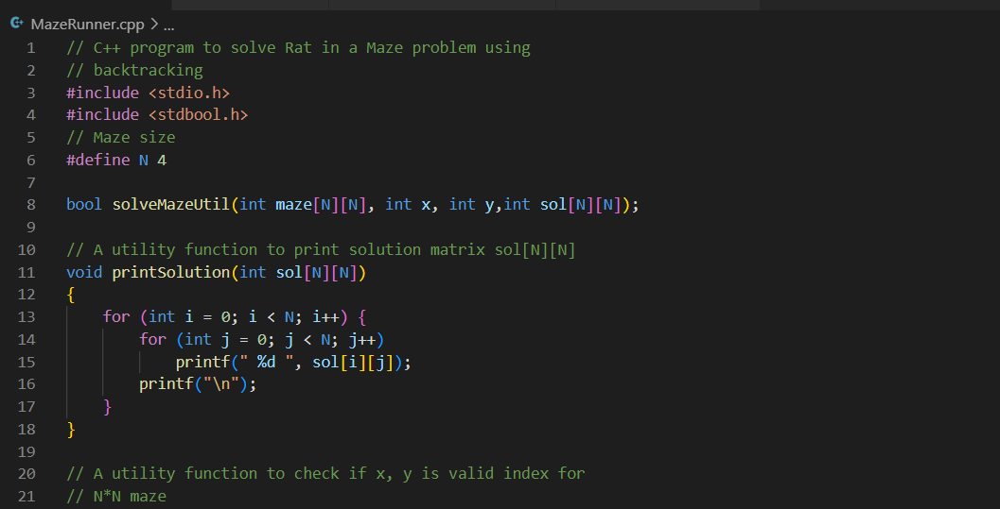 MazeRunner.cpp > ...
1 // C++ program to solve Rat in a Maze problem using
2 // backtracking
3 #include <stdio.h>
4 #include <stdbool.h>
5 // Maze size
6 #define N 4
7
8 bool solveMazeUtil(int maze[N][N], int x, int y,int sol[N][N]);
9
10 // A utility function to print solution matrix sol[N][N]
11 void printSolution(int sol[N][N])
12 {
13     for (int i = 0; i < N; i++) {
14         for (int j = 0; j < N; j++)
15             printf(" %d ", sol[i][j]);
16         printf("\n");
17     }
18 }
19
20 // A utility function to check if x, y is valid index for
21 // N*N maze